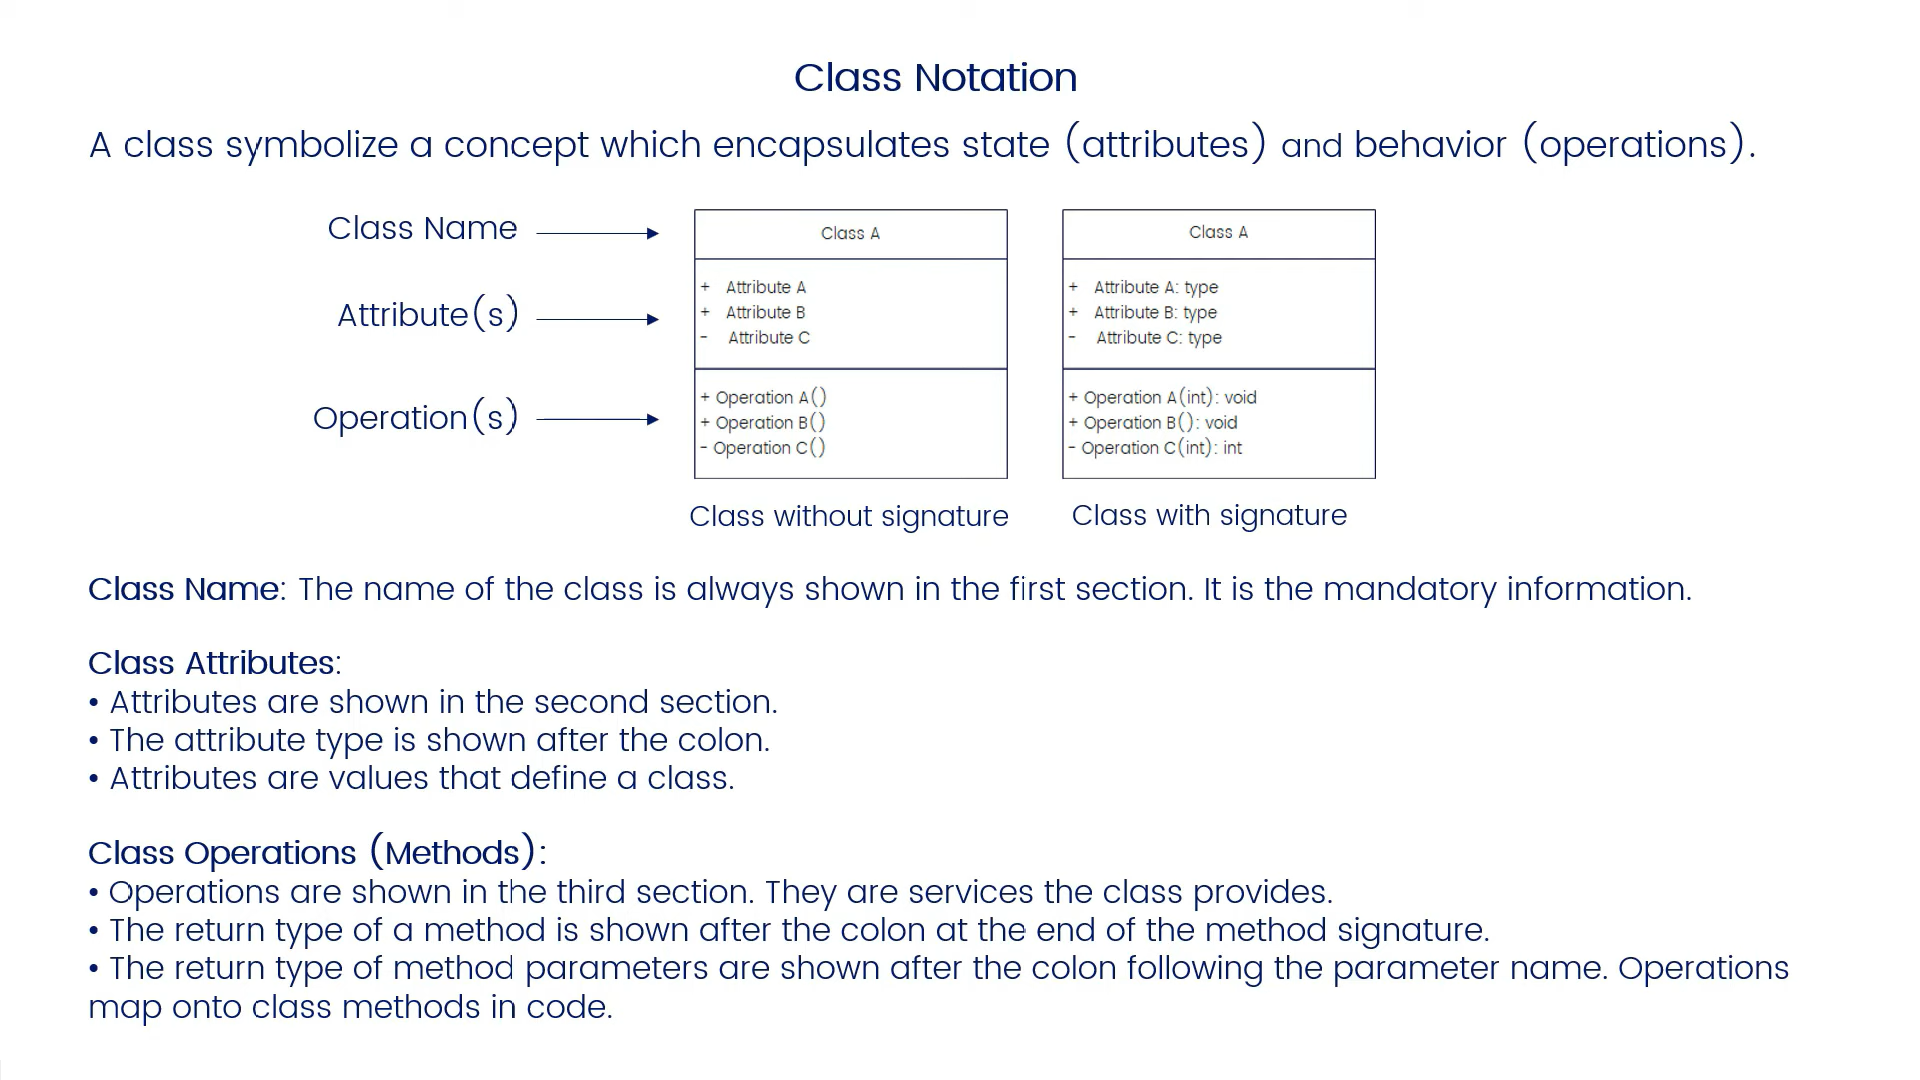 Class Notation
A class symbolize a concept which encapsulates state (attributes) and behavior (operations).
Class Name
Attribute(s)
Operation(s)
Class A
+ Attribute A
+ Attribute B
- Attribute C
+ Operation A()
+ Operation B()
- Operation C()
Class without signature
Class A
+ Attribute A: type
+ Attribute B: type
- Attribute C: type
+ Operation A(int): void
+ Operation B(): void
- Operation C(int): int
Class with signature
Class Name: The name of the class is always shown in the first section. It is the mandatory information.
Class Attributes:
• Attributes are shown in the second section.
• The attribute type is shown after the colon.
• Attributes are values that define a class.
Class Operations (Methods):
• Operations are shown in the third section. They are services the class provides.
• The return type of a method is shown after the colon at the end of the method signature.
• The return type of method parameters are shown after the colon following the parameter name. Operations
map onto class methods in code.